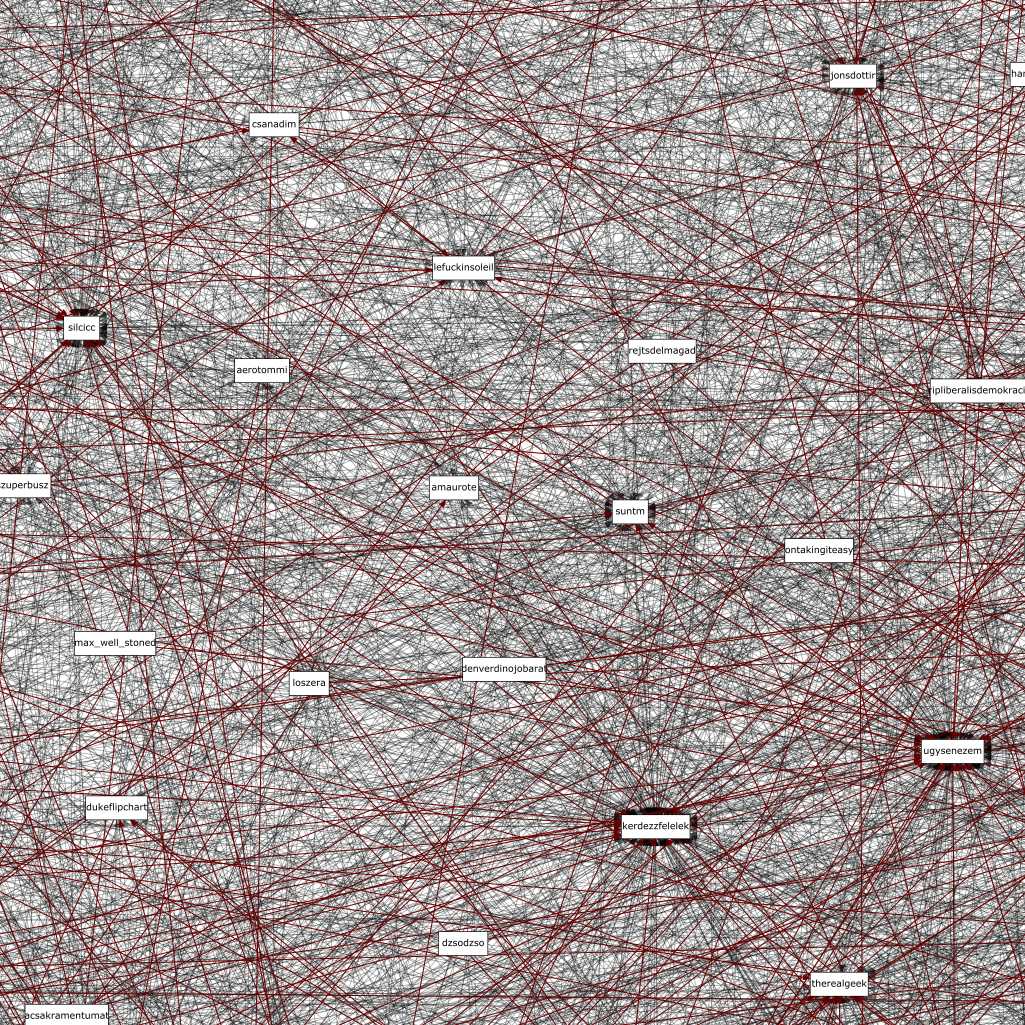 jonsdottir
har
csanadim
lefuckinsoleil
silcicc
rejtsdelmagad
aerotommi
ripliberalisdemokraci
zuperbusz
amaurote
suntm
ontakingiteasy
max_well_stoned
denverdinojobarat
loszera
ugysenezem
dukeflipchart
kerdezzfelelek
dzsodzso
therealgeek
acsakramentumat